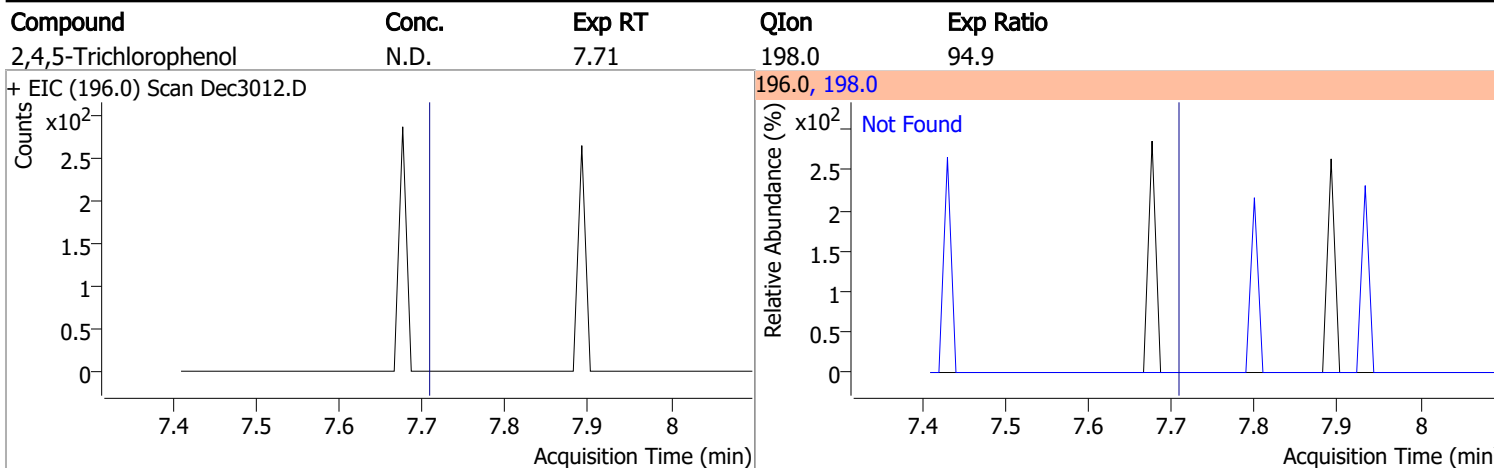 Compound Conc. Exp RT QIon Exp Ratio
2,4,5-Trichlorophenol N.D. 7.71 198.0 94.9
+ EIC (196.0) Scan Dec3012.D
Counts
x10²
2.5
2
1.5
1
0.5
0
7.4 7.5 7.6 7.7 7.8 7.9 8
Acquisition Time (min)
196.0, 198.0
Relative Abundance (%)
x10²
Not Found
2.5
2
1.5
1
0.5
0
7.4 7.5 7.6 7.7 7.8 7.9 8
Acquisition Time (min